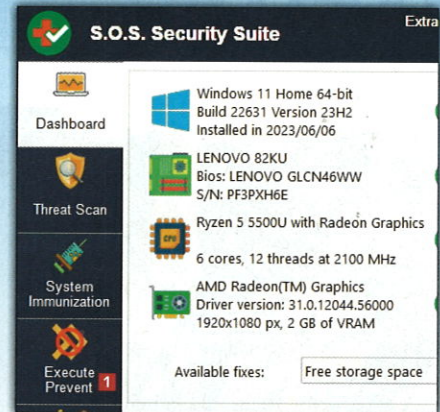 S.O.S. Security Suite
Extra
Dashboard
Threat Scan
System
Immunization
Execute
Prevent 1
Windows 11 Home 64-bit
Build 22631 Version 23H2
Installed in 2023/06/06
LENOVO 82KU
Bios: LENOVO GLCN46WW
S/N: PF3PXH6E
CPU
Ryzen 5 5500U with Radeon Graphics
6 cores, 12 threads at 2100 MHz
AMD Radeon(TM) Graphics
Driver version: 31.0.12044.56000
1920x1080 px, 2 GB of VRAM
Available fixes: Free storage space